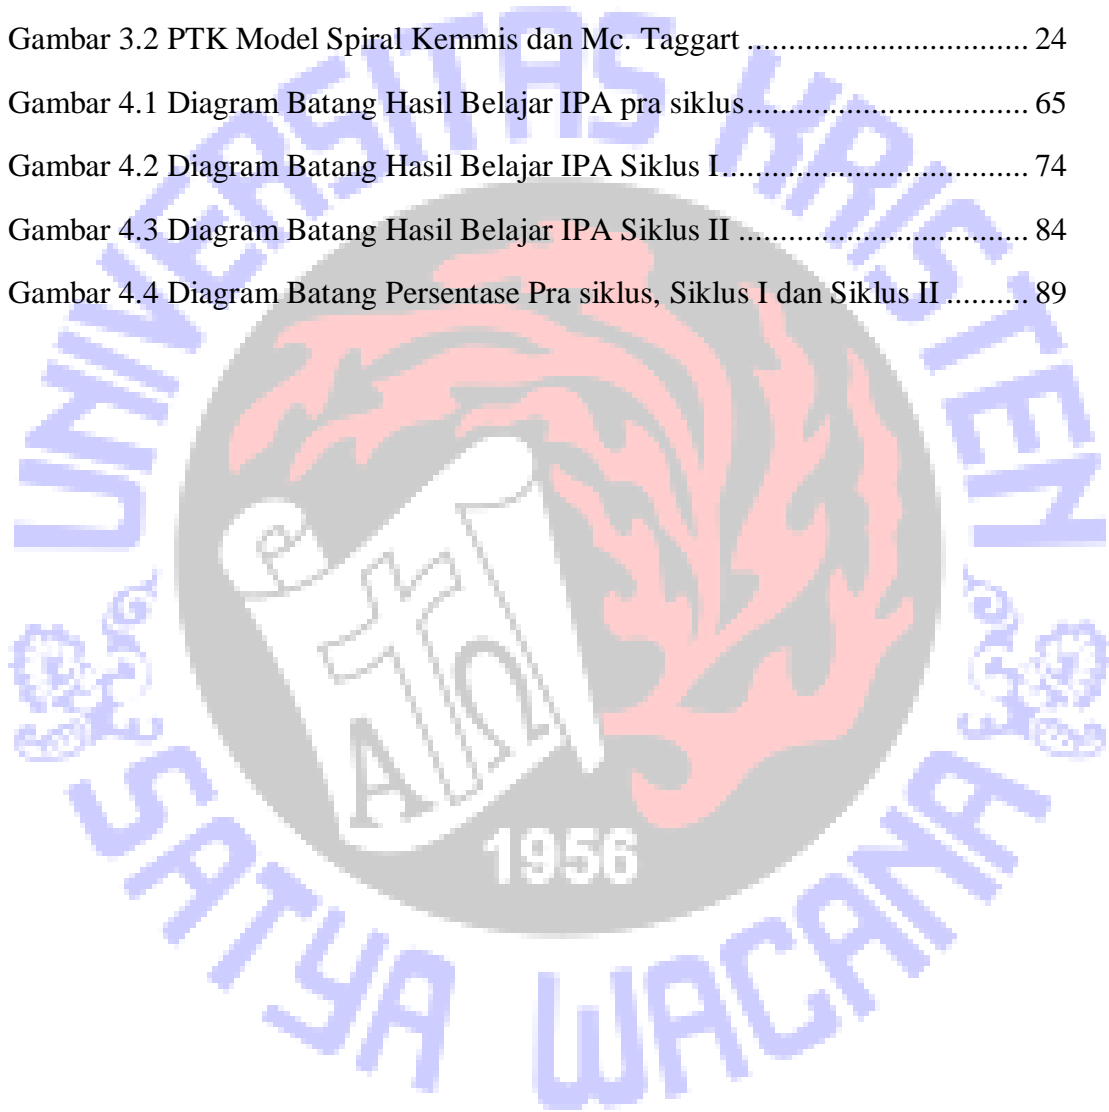 Gambar 3.2 PTK Model Spiral Kemmis dan Mc. Taggart .................................. 24
Gambar 4.1 Diagram Batang Hasil Belajar IPA pra siklus.................................. 65
Gambar 4.2 Diagram Batang Hasil Belajar IPA Siklus I..................................... 74
Gambar 4.3 Diagram Batang Hasil Belajar IPA Siklus II ................................... 84
Gambar 4.4 Diagram Batang Persentase Pra siklus, Siklus I dan Siklus II .......... 89
UNIVERSITAS KRISTEN
A Ω
1956
SATYA WACANA